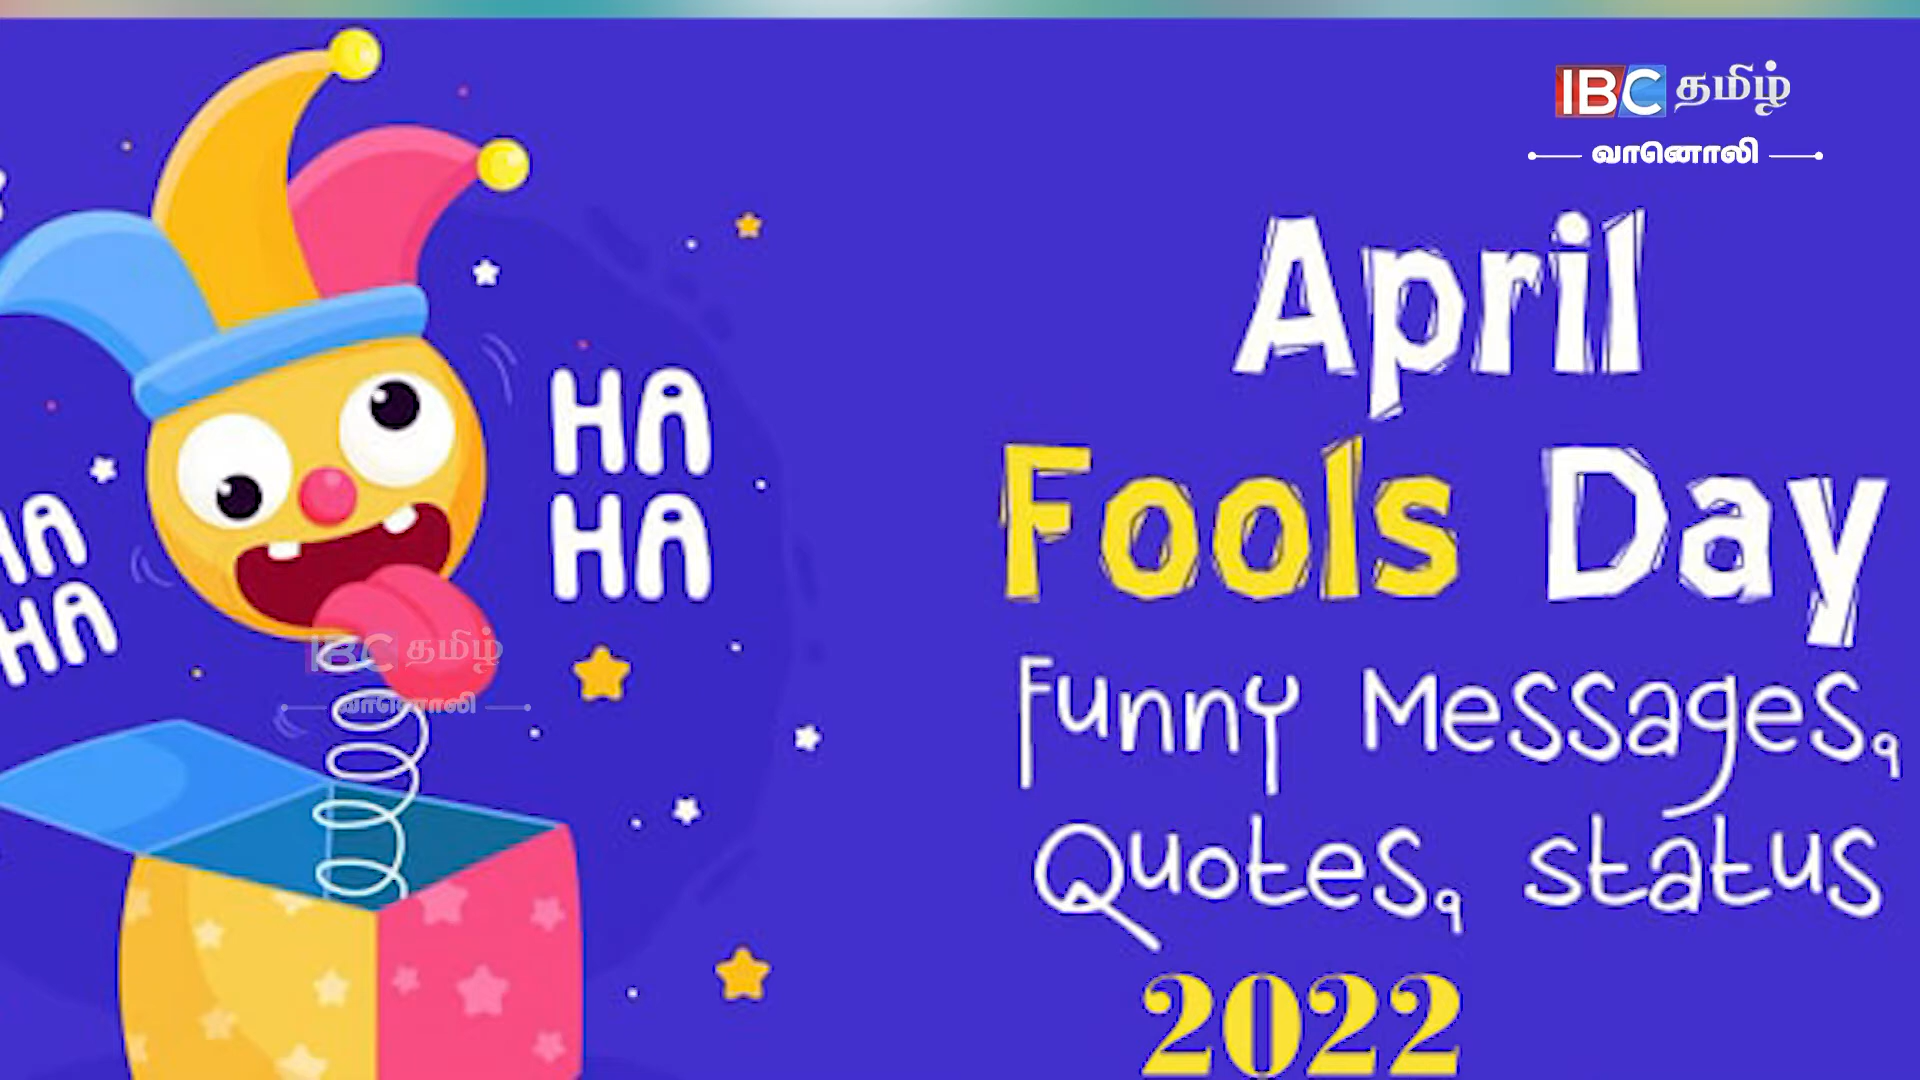 IBC தமிழ்
வானொலி
April
Fools Day
Funny Messages,
Quotes, status
2022
HA
HA
HA
HA
IBC தமிழ்
வானொலி